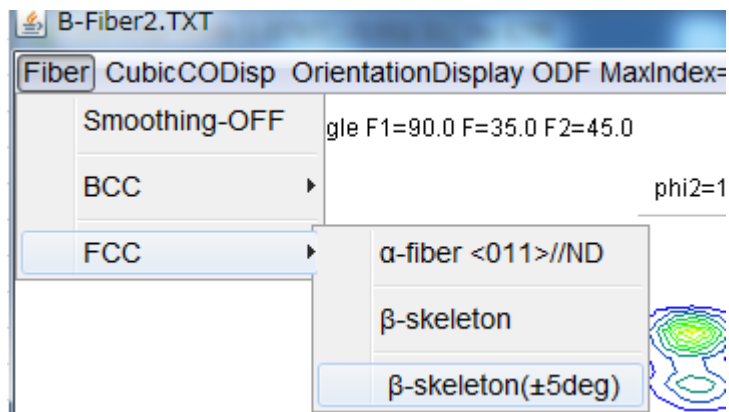 B-Fiber2.TXT
Fiber CubicCODisp OrientationDisplay ODF MaxIndex=
Smoothing-OFF
gle F1=90.0 F=35.0 F2=45.0
BCC
phi2=1
FCC
α-fiber <011>//ND
β-skeleton
β-skeleton(±5deg)